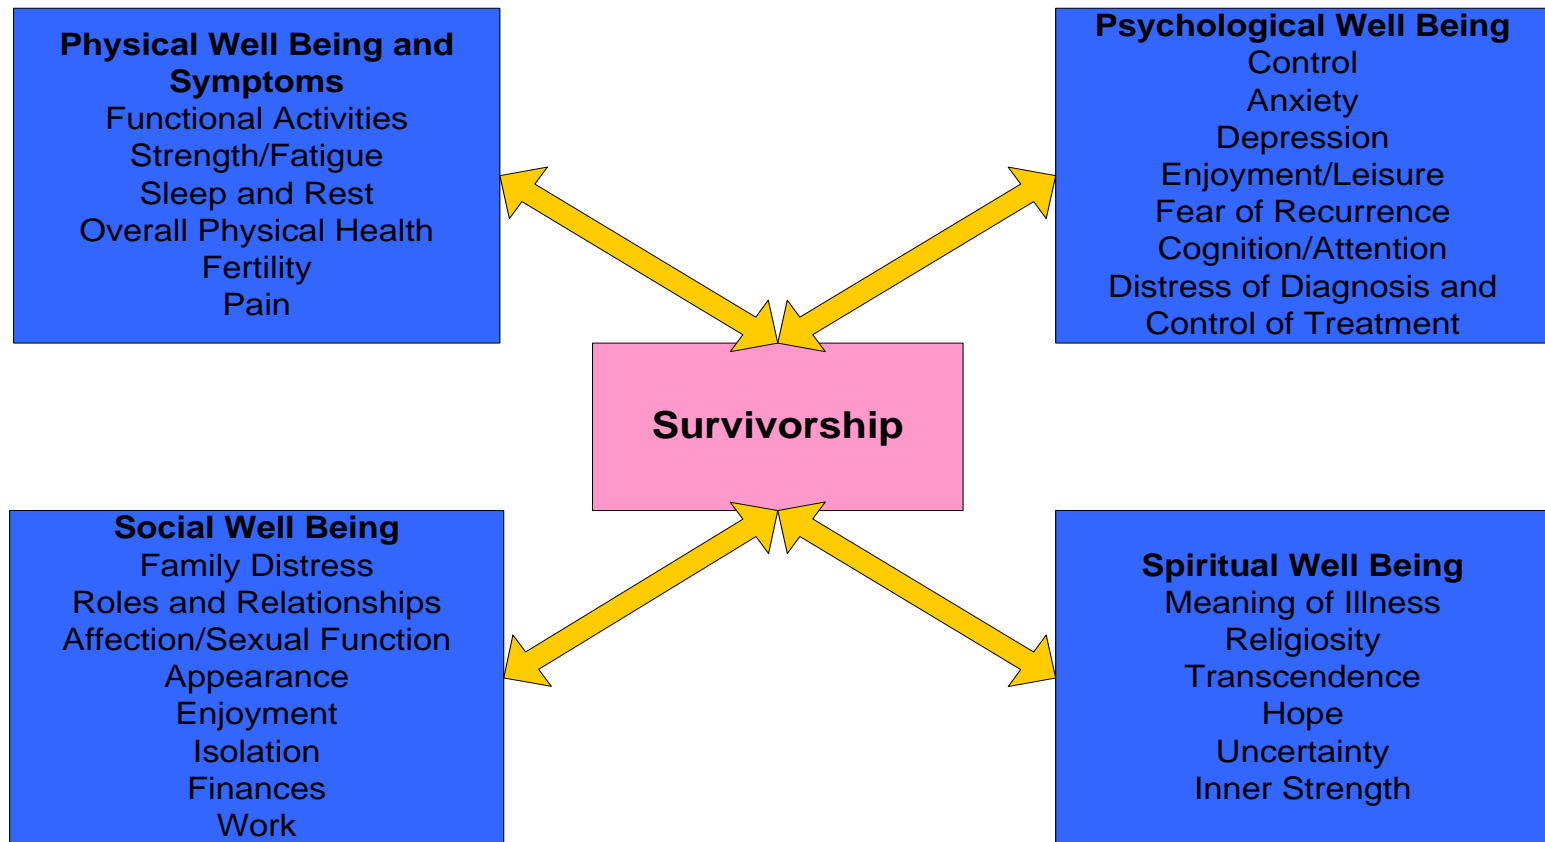 Physical Well Being and
Symptoms
Functional Activities
Strength/Fatigue
Sleep and Rest
Overall Physical Health
Fertility
Pain
Psychological Well Being
Control
Anxiety
Depression
Enjoyment/Leisure
Fear of Recurrence
Cognition/Attention
Distress of Diagnosis and
Control of Treatment
Survivorship
Social Well Being
Family Distress
Roles and Relationships
Affection/Sexual Function
Appearance
Enjoyment
Isolation
Finances
Work
Spiritual Well Being
Meaning of Illness
Religiosity
Transcendence
Hope
Uncertainty
Inner Strength